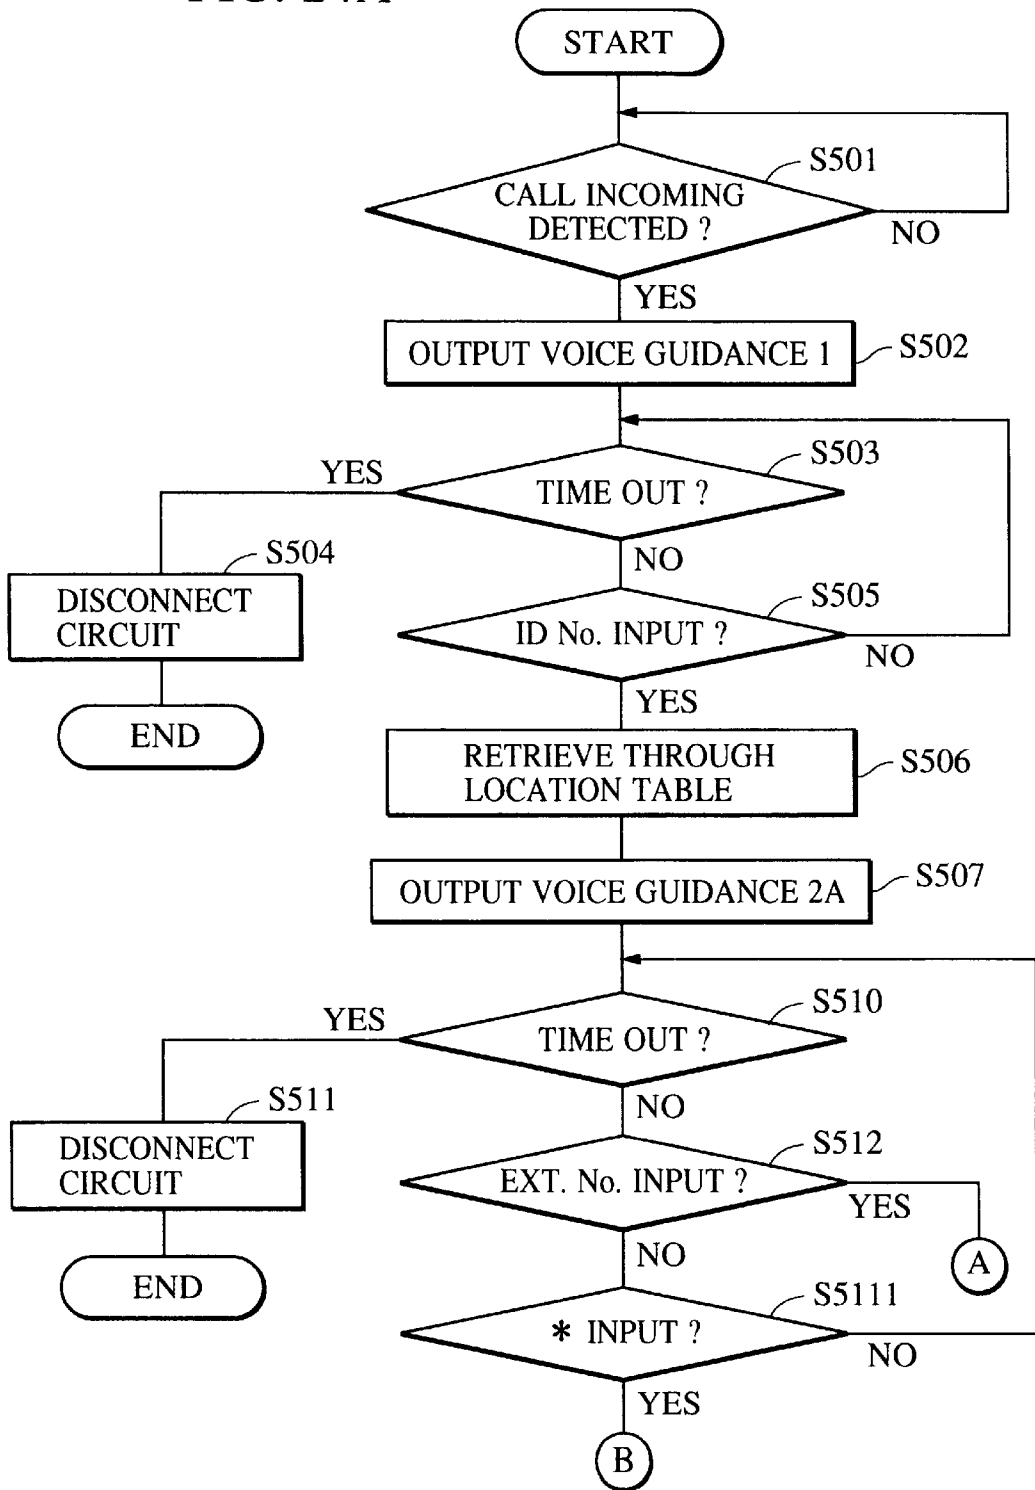 START
S501
CALL INCOMING
DETECTED ?
NO
YES
OUTPUT VOICE GUIDANCE 1
S502
S503
YES
TIME OUT ?
NO
S504
DISCONNECT
CIRCUIT
END
S505
ID No. INPUT ?
NO
YES
RETRIEVE THROUGH
LOCATION TABLE
S506
OUTPUT VOICE GUIDANCE 2A
S507
S510
YES
TIME OUT ?
NO
S511
DISCONNECT
CIRCUIT
END
S512
EXT. No. INPUT ?
YES
A
NO
S5111
* INPUT ?
NO
YES
B